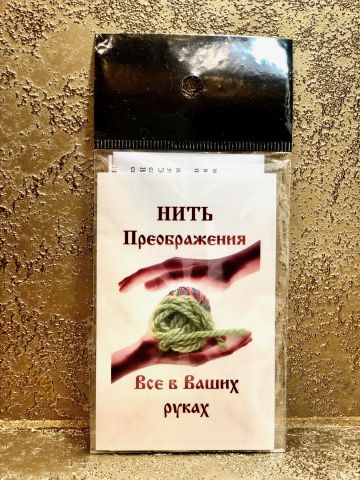 НИТЬ
Преображения
Все в Ваших
руках